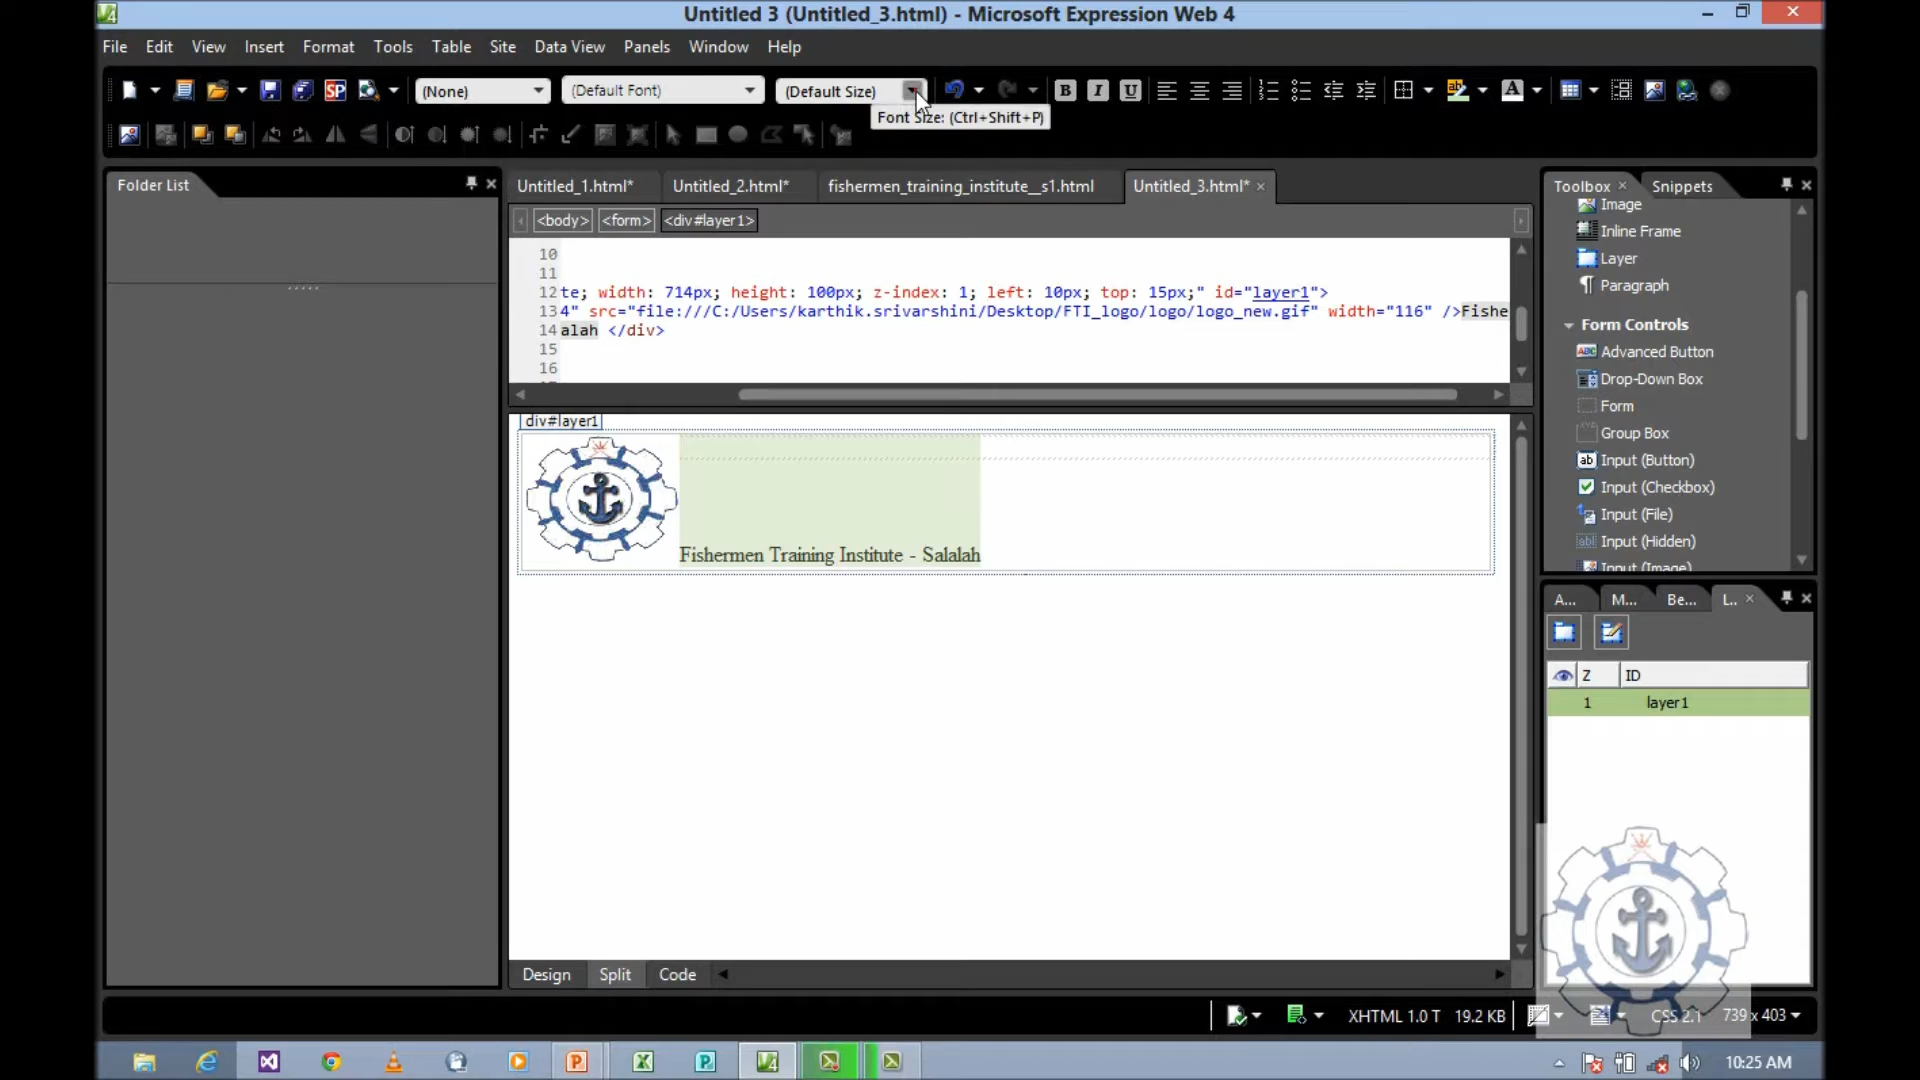 Untitled 3 (Untitled_3.html) - Microsoft Expression Web 4
File Edit View Insert Format Tools Table Site Data View Panels Window Help
(None) (Default Font) (Default Size)
Font Size: (Ctrl+Shift+P)
Folder List
Untitled_1.html* Untitled_2.html* fishermen_training_institute__s1.html Untitled_3.html*
<body> <form> <div#layer1>
10
11
12 te; width: 714px; height: 100px; z-index: 1; left: 10px; top: 15px;" id="layer1">
13 4" src="file:///C:/Users/karthik.srivarshini/Desktop/FTI_logo/logo/logo_new.gif" width="116" />Fishe
14 alah </div>
15
16
div#layer1
Fishermen Training Institute - Salalah
Design Split Code
Toolbox Snippets
Image
Inline Frame
Layer
Paragraph
Form Controls
Advanced Button
Drop-Down Box
Form
Group Box
Input (Button)
Input (Checkbox)
Input (File)
Input (Hidden)
Input (Image)
A... M... Be... L..
Z ID
1 layer1
XHTML 1.0 T 19.2 KB CSS 2.1 739 x 403
10:25 AM